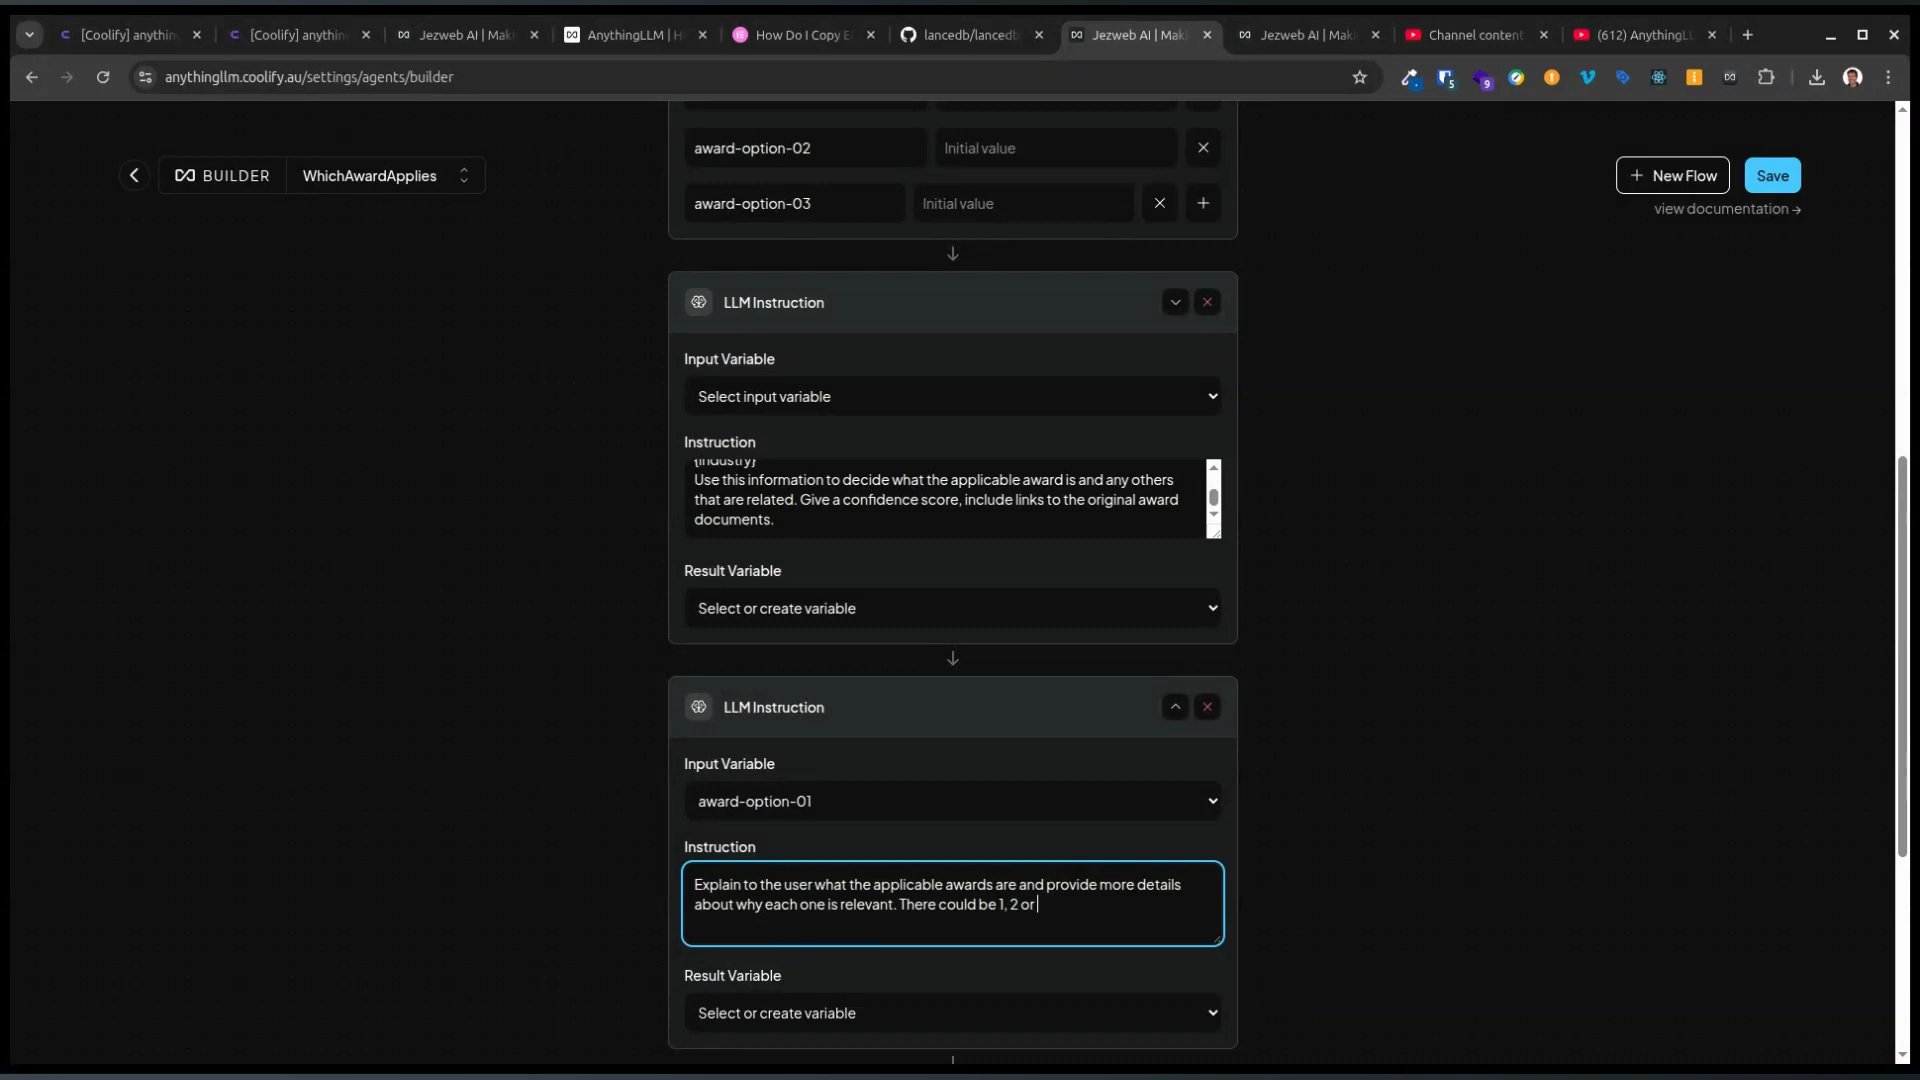 [Coolify] anythin
[Coolify] anythin
Jezweb AI | Mak
AnythingLLM | H
How Do I Copy E
lancedb/lancedb
Jezweb AI | Maki
Jezweb AI | Mak
Channel content
(612) AnythingLL
anythingllm.coolify.au/settings/agents/builder
5
9
award-option-02
Initial value
BUILDER
WhichAwardApplies
New Flow
Save
award-option-03
Initial value
view documentation →
LLM Instruction
Input Variable
Select input variable
Instruction
{industry}
Use this information to decide what the applicable award is and any others
that are related. Give a confidence score, include links to the original award
documents.
Result Variable
Select or create variable
LLM Instruction
Input Variable
award-option-01
Instruction
Explain to the user what the applicable awards are and provide more details
about why each one is relevant. There could be 1, 2 or
Result Variable
Select or create variable